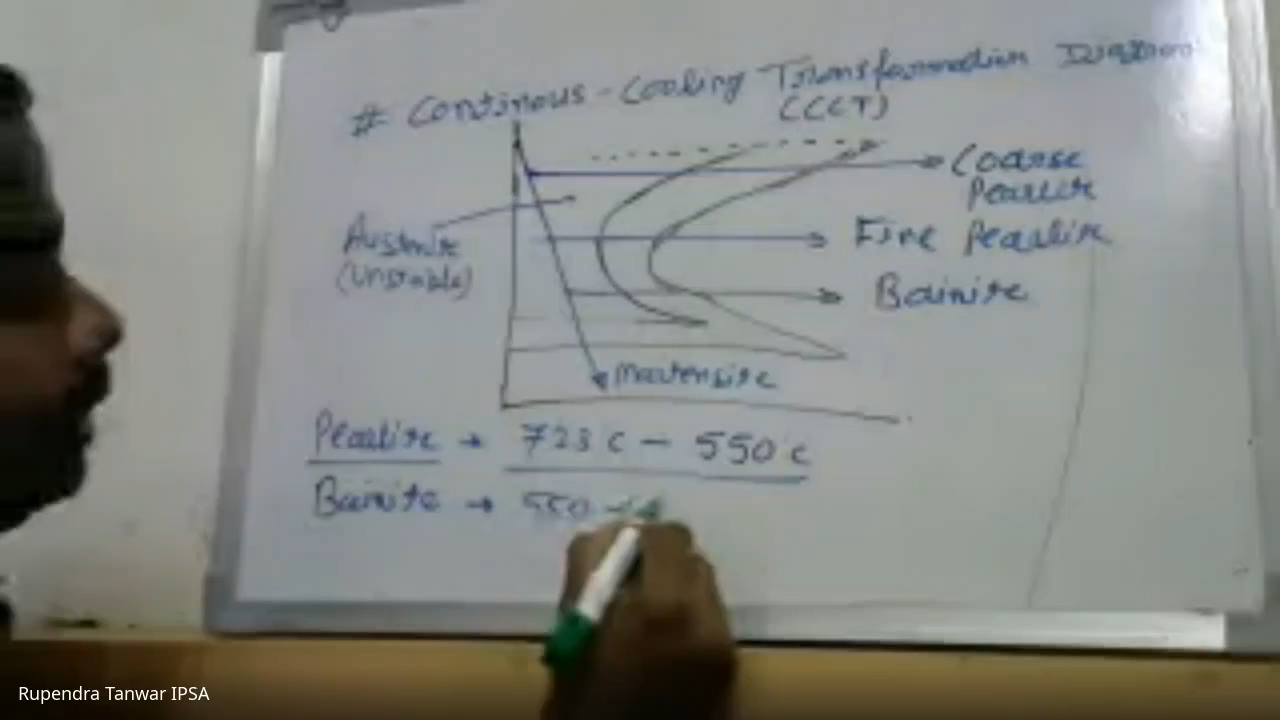 # Continous-Cooling Transformation Diagram
(CCT)
Coarse
Pearlite
Austenite
(Unstable)
Fine Pearlite
Bainite
Martensite
Pearlite → 723°C - 550°C
Bainite → 550
Rupendra Tanwar IPSA